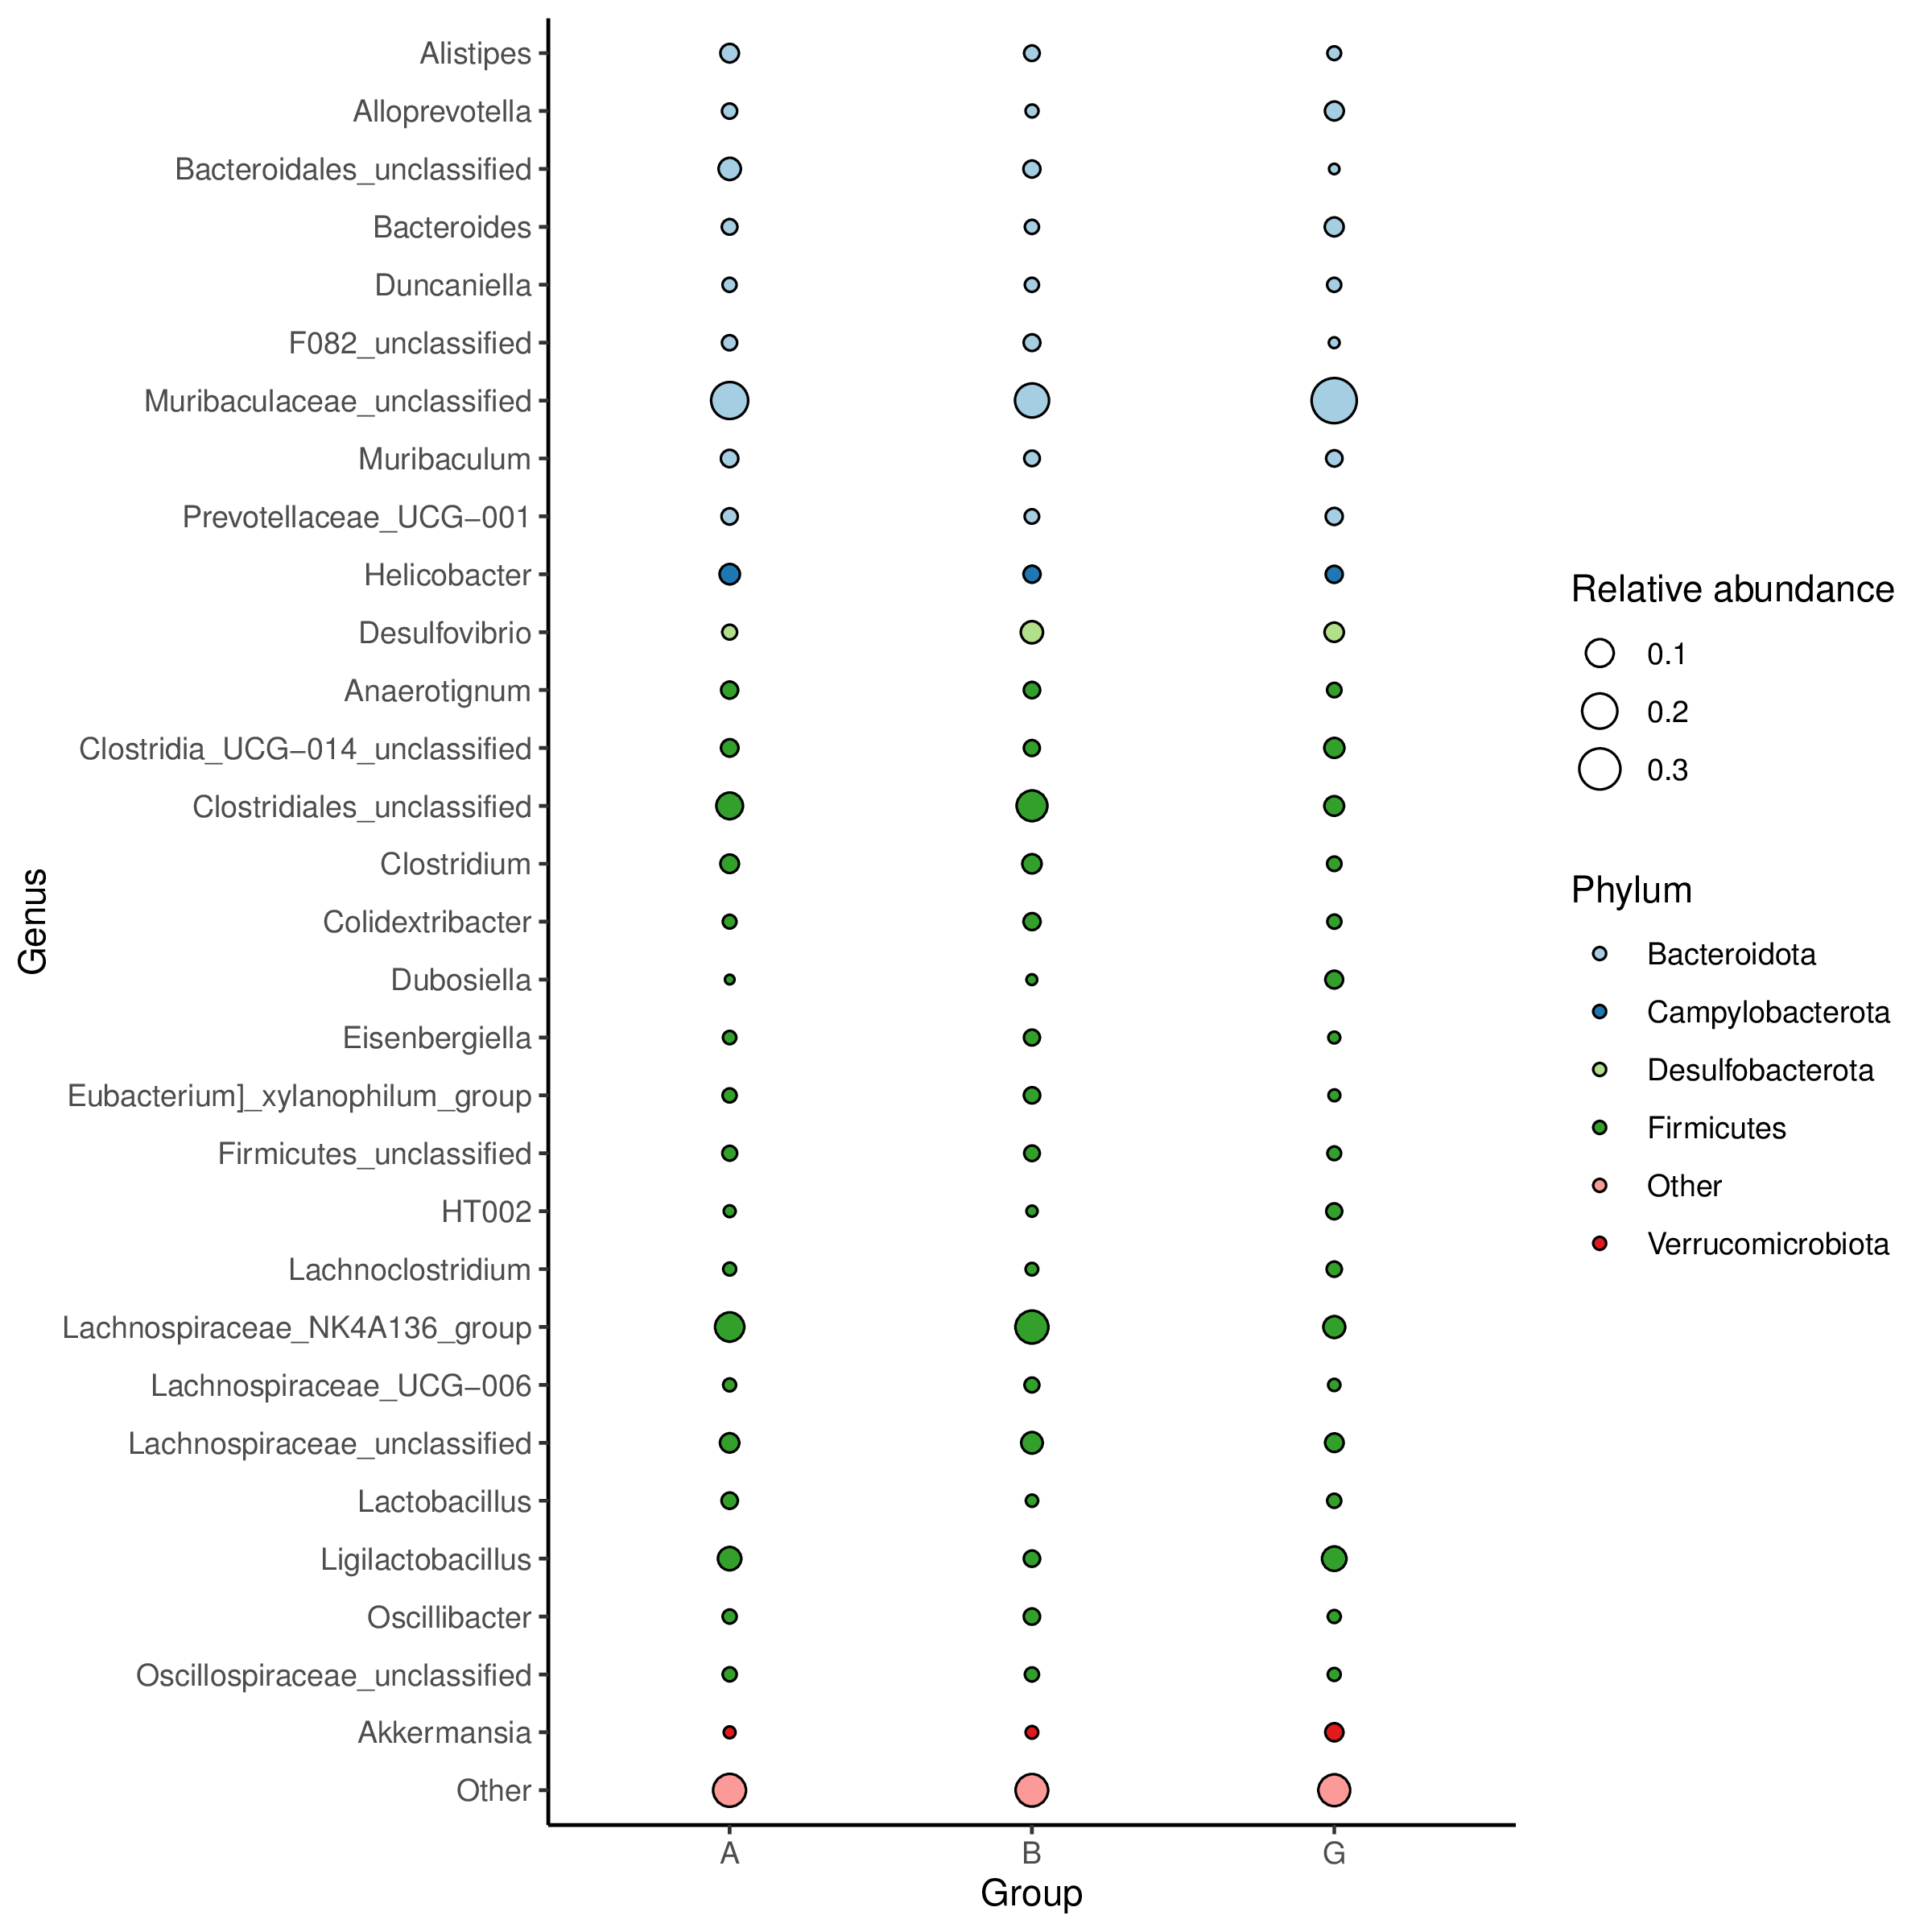 Genus
Alistipes
Alloprevotella
Bacteroidales_unclassified
Bacteroides
Duncaniella
F082_unclassified
Muribaculaceae_unclassified
Muribaculum
Prevotellaceae_UCG−001
Helicobacter
Desulfovibrio
Anaerotignum
Clostridia_UCG−014_unclassified
Clostridiales_unclassified
Clostridium
Colidextribacter
Dubosiella
Eisenbergiella
Eubacterium]_xylanophilum_group
Firmicutes_unclassified
HT002
Lachnoclostridium
Lachnospiraceae_NK4A136_group
Lachnospiraceae_UCG−006
Lachnospiraceae_unclassified
Lactobacillus
Ligilactobacillus
Oscillibacter
Oscillospiraceae_unclassified
Akkermansia
Other
A B G
Group
Relative abundance
0.1
0.2
0.3
Phylum
Bacteroidota
Campylobacterota
Desulfobacterota
Firmicutes
Other
Verrucomicrobiota